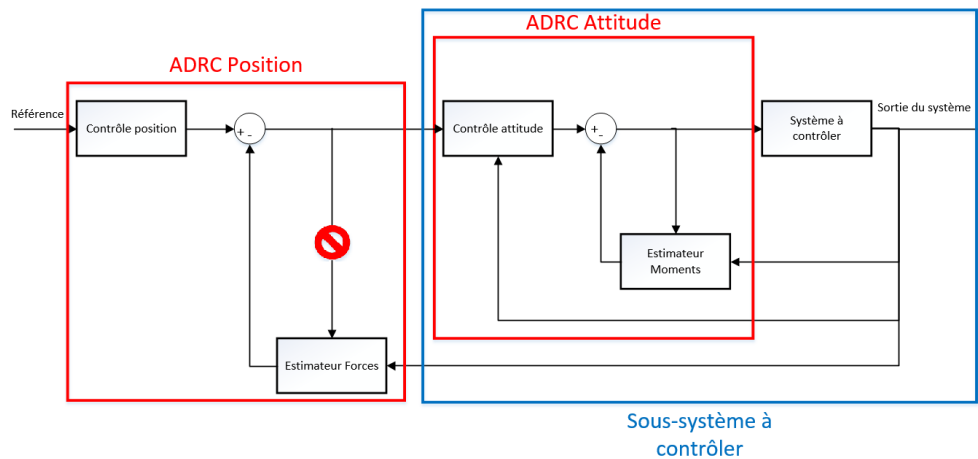 ADRC Attitude
ADRC Position
Référence
Contrôle position
+
-
Contrôle attitude
+
-
Système à
contrôler
Sortie du système
Estimateur
Moments
Estimateur Forces
Sous-système à
contrôler